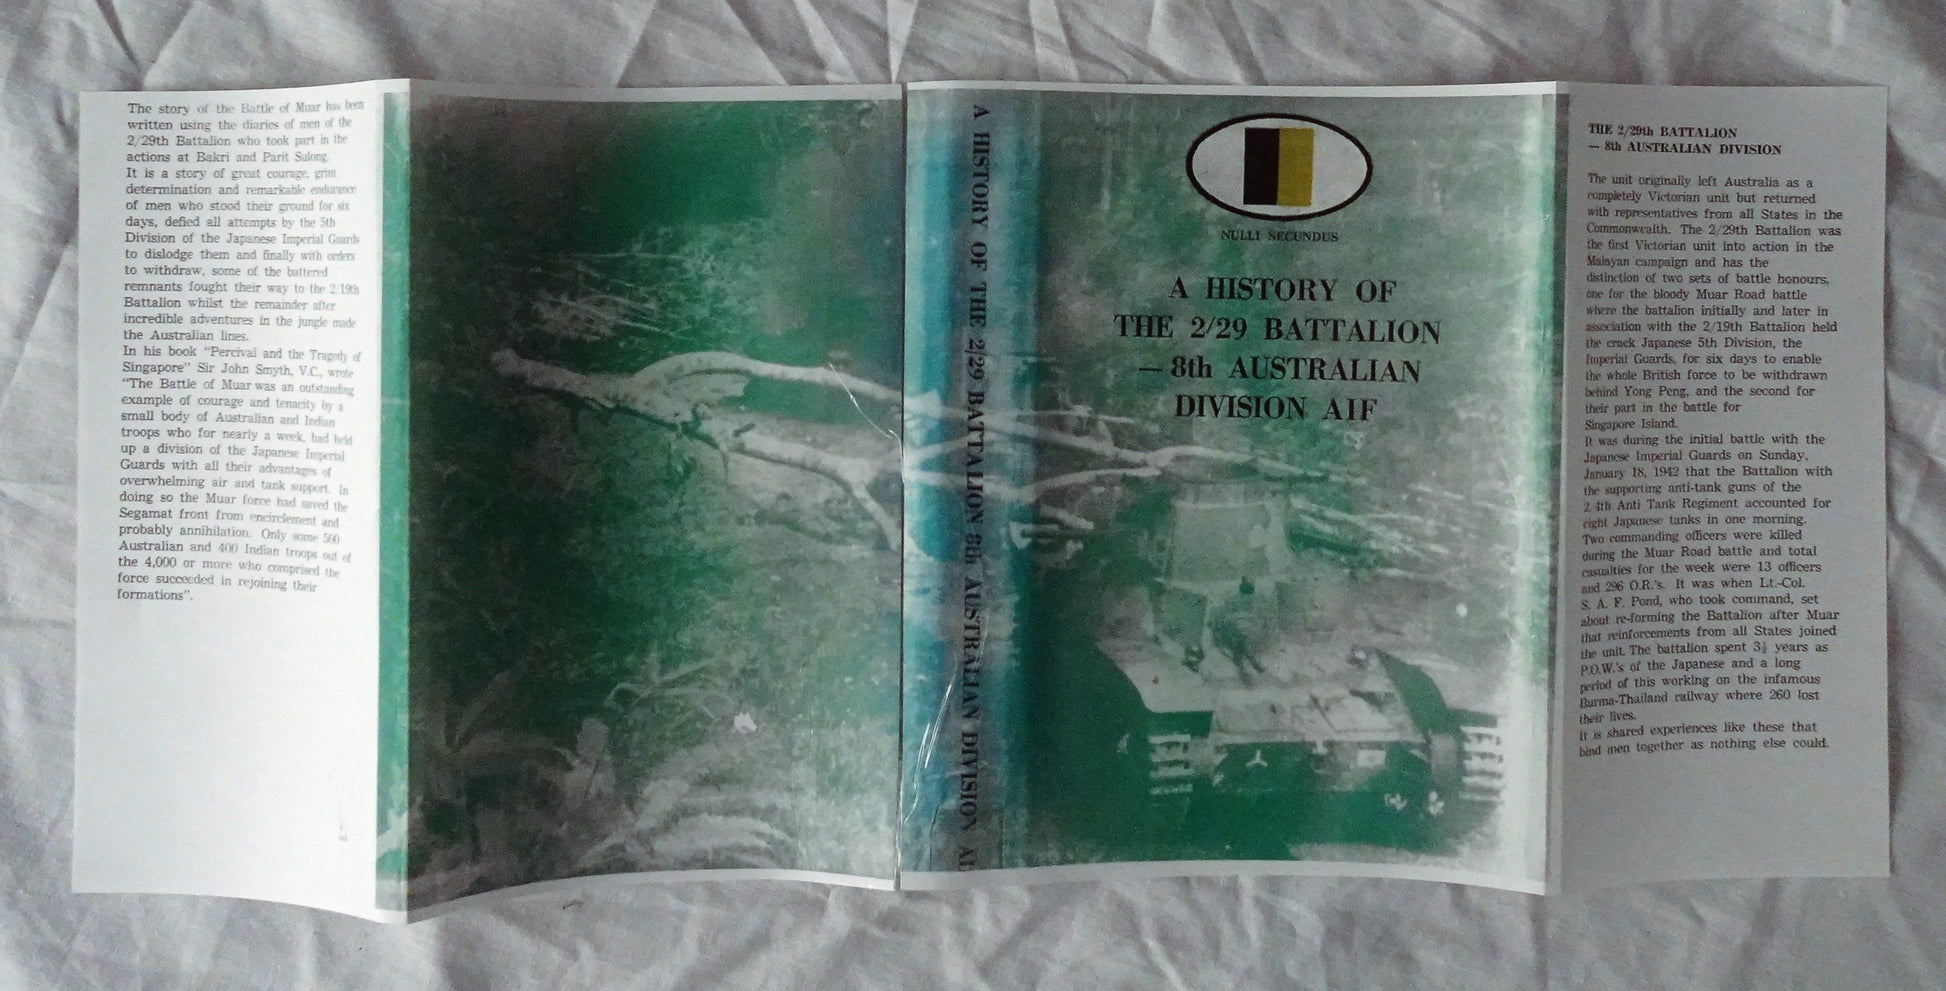 The story of the Battle of Muar has been
written using the diaries of men of the
2/29th Battalion who took part in the
actions at Bakri and Parit Sulong.
It is a story of great courage, grim
determination and remarkable endurance
of men who stood their ground for six
days, defied all attempts by the 5th
Division of the Japanese Imperial Guards
to dislodge them and finally with orders
to withdraw, some of the battered
remnants fought their way to the 2/19th
Battalion whilst the remainder after
incredible adventures in the jungle made
the Australian lines.
In his book "Percival and the Tragedy of
Singapore" Sir John Smyth, V.C., wrote
"The Battle of Muar was an outstanding
example of courage and tenacity by a
small body of Australian and Indian
troops who for nearly a week, had held
up a division of the Japanese Imperial
Guards with all their advantages of
overwhelming air and tank support. In
doing so the Muar force had saved the
Segamat front from encirclement and
probably annihilation. Only some 500
Australian and 400 Indian troops out of
the 4,000 or more who comprised the
force succeeded in rejoining their
formations".
A HISTORY OF THE 2/29 BATTALION 8th AUSTRALIAN DIVISION AI
NULLI SECUNDUS
A HISTORY OF
THE 2/29 BATTALION
— 8th AUSTRALIAN
DIVISION AIF
THE 2/29th BATTALION
— 8th AUSTRALIAN DIVISION
The unit originally left Australia as a
completely Victorian unit but returned
with representatives from all States in the
Commonwealth. The 2/29th Battalion was
the first Victorian unit into action in the
Malayan campaign and has the
distinction of two sets of battle honours,
one for the bloody Muar Road battle
where the battalion initially and later in
association with the 2/19th Battalion held
the crack Japanese 5th Division, the
Imperial Guards, for six days to enable
the whole British force to be withdrawn
behind Yong Peng, and the second for
their part in the battle for
Singapore Island.
It was during the initial battle with the
Japanese Imperial Guards on Sunday,
January 18, 1942 that the Battalion with
the supporting anti-tank guns of the
2 4th Anti Tank Regiment accounted for
eight Japanese tanks in one morning.
Two commanding officers were killed
during the Muar Road battle and total
casualties for the week were 13 officers
and 296 O.R.'s. It was when Lt.-Col.
S. A. F. Pond, who took command, set
about re-forming the Battalion after Muar
that reinforcements from all States joined
the unit. The battalion spent 3½ years as
P.O.W.'s of the Japanese and a long
period of this working on the infamous
Burma-Thailand railway where 260 lost
their lives.
It is shared experiences like these that
bind men together as nothing else could.